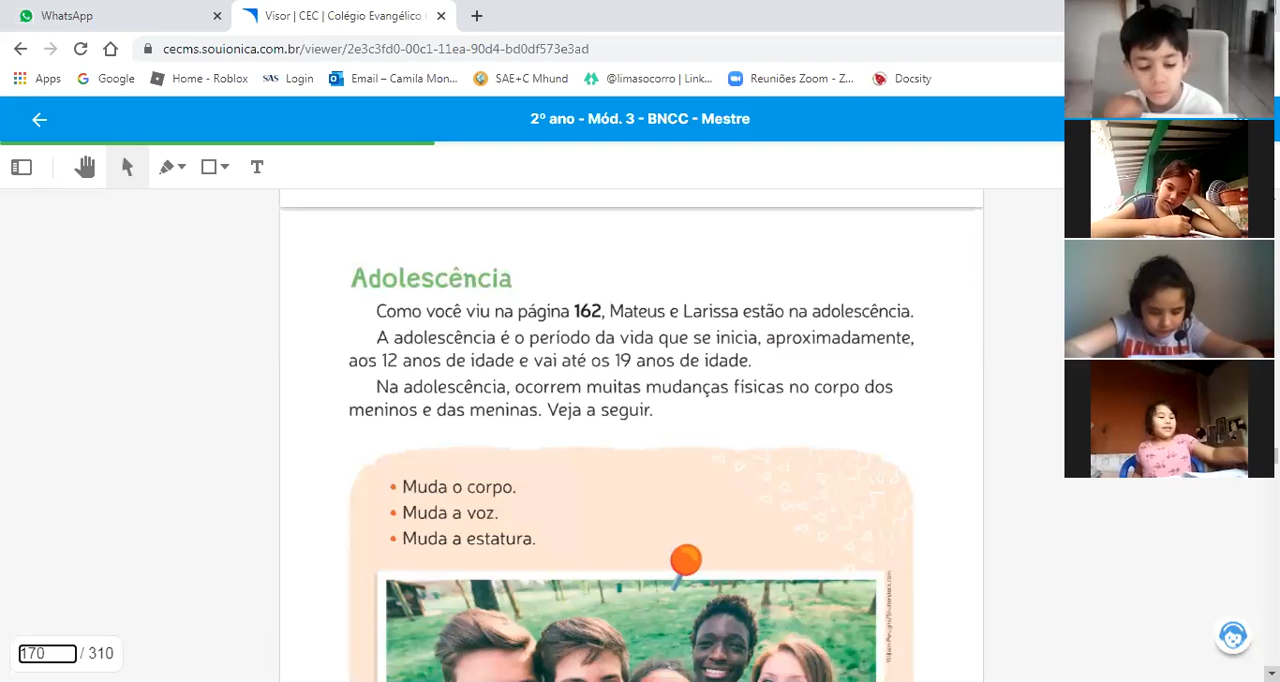 WhatsApp
Visor | CEC | Colégio Evangélico
cecms.souionica.com.br/viewer/2e3c3fd0-00c1-11ea-90d4-bd0df573e3ad
Apps Google Home - Roblox SAS Login Email – Camila Mon... SAE+C Mhund @limasocorro | Link... Reuniões Zoom - Z... Docsity
2º ano - Mód. 3 - BNCC - Mestre
T
Adolescência
Como você viu na página 162, Mateus e Larissa estão na adolescência.
A adolescência é o período da vida que se inicia, aproximadamente,
aos 12 anos de idade e vai até os 19 anos de idade.
Na adolescência, ocorrem muitas mudanças físicas no corpo dos
meninos e das meninas. Veja a seguir.
• Muda o corpo.
• Muda a voz.
• Muda a estatura.
170 / 310